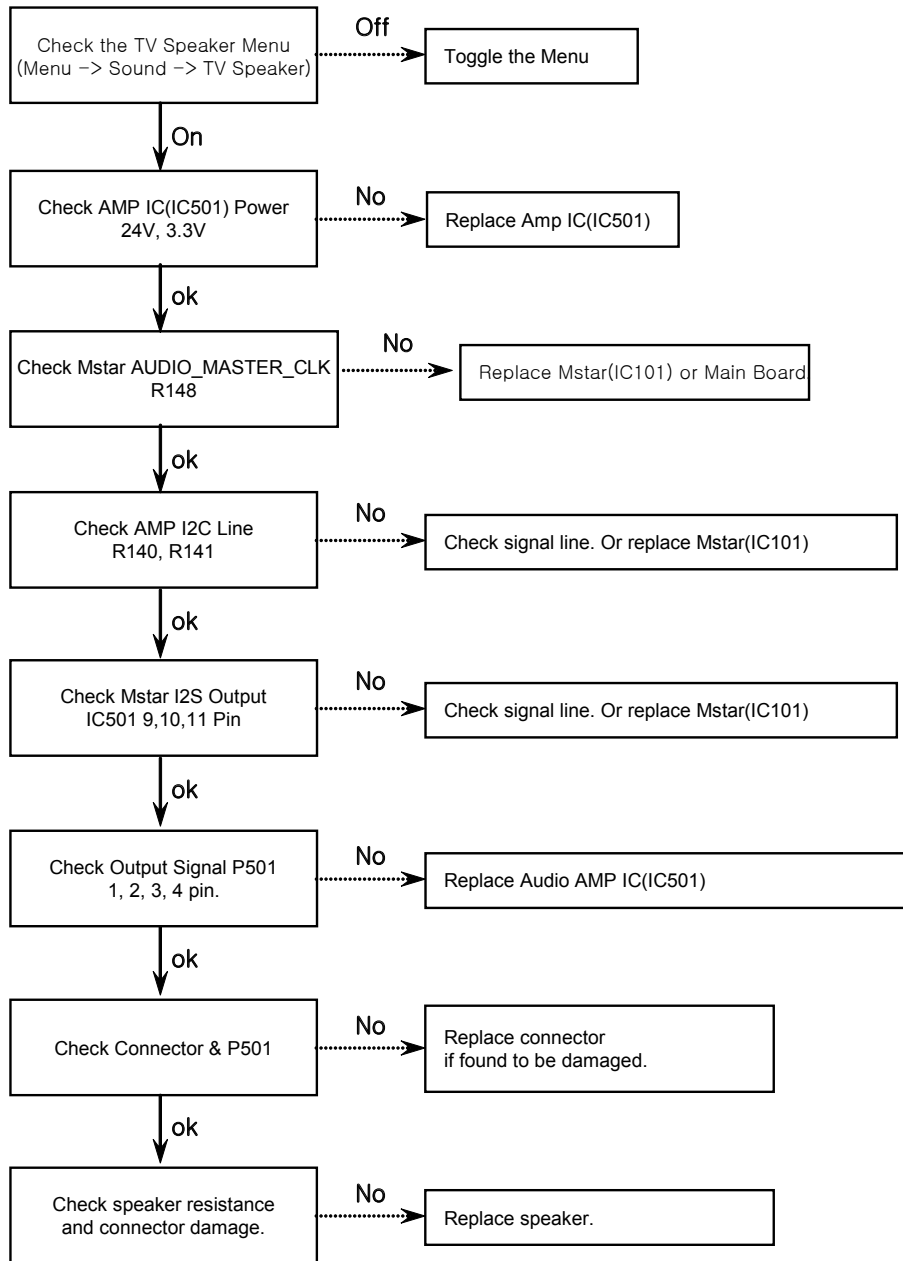 Check the TV Speaker Menu
(Menu -> Sound -> TV Speaker)
Off
Toggle the Menu
On
Check AMP IC(IC501) Power
24V, 3.3V
No
Replace Amp IC(IC501)
ok
Check Mstar AUDIO_MASTER_CLK
R148
No
Replace Mstar(IC101) or Main Board.
ok
Check AMP I2C Line
R140, R141
No
Check signal line. Or replace Mstar(IC101)
ok
Check Mstar I2S Output
IC501 9,10,11 Pin
No
Check signal line. Or replace Mstar(IC101)
ok
Check Output Signal P501
1, 2, 3, 4 pin.
No
Replace Audio AMP IC(IC501)
ok
Check Connector & P501
No
Replace connector
if found to be damaged.
ok
Check speaker resistance
and connector damage.
No
Replace speaker.